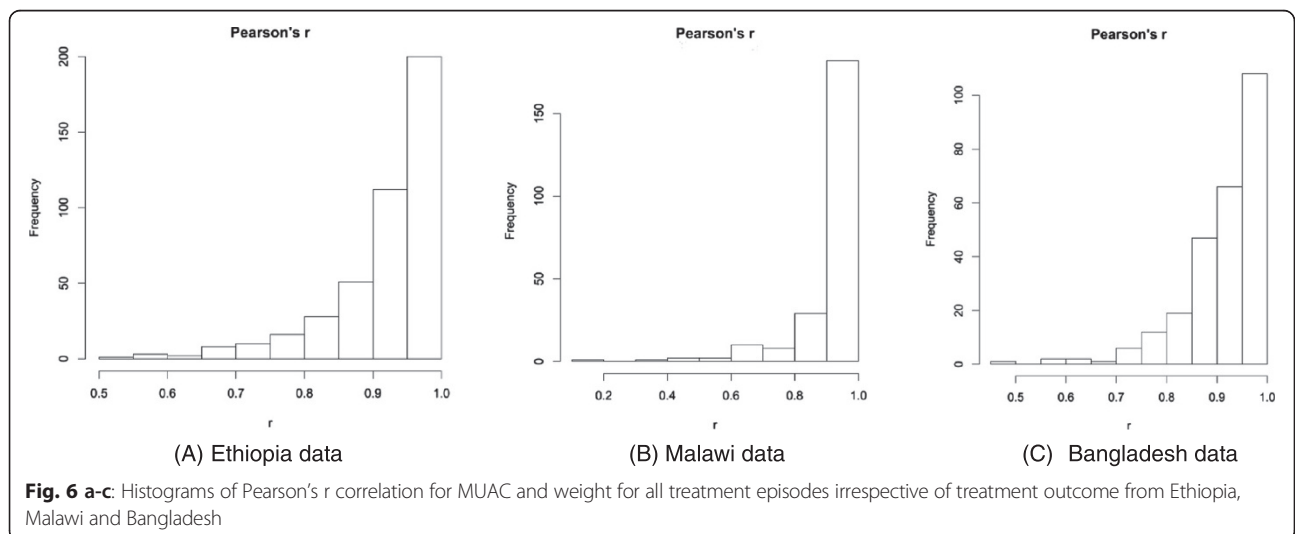 Pearson's r
Frequency
0
50
100
150
200
0.5 0.6 0.7 0.8 0.9 1.0
r
(A) Ethiopia data
Pearson's r
Frequency
0
50
100
150
0.2 0.4 0.6 0.8 1.0
r
(B) Malawi data
Pearson's r
Frequency
0
20
40
60
80
100
0.5 0.6 0.7 0.8 0.9 1.0
r
(C) Bangladesh data
Fig. 6 a-c: Histograms of Pearson's r correlation for MUAC and weight for all treatment episodes irrespective of treatment outcome from Ethiopia,
Malawi and Bangladesh